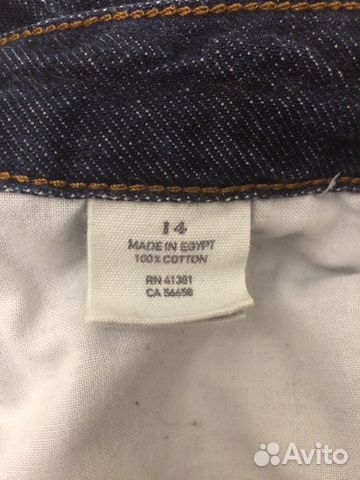 14
MADE IN EGYPT
100% COTTON
RN 41381
CA 56658
Avito